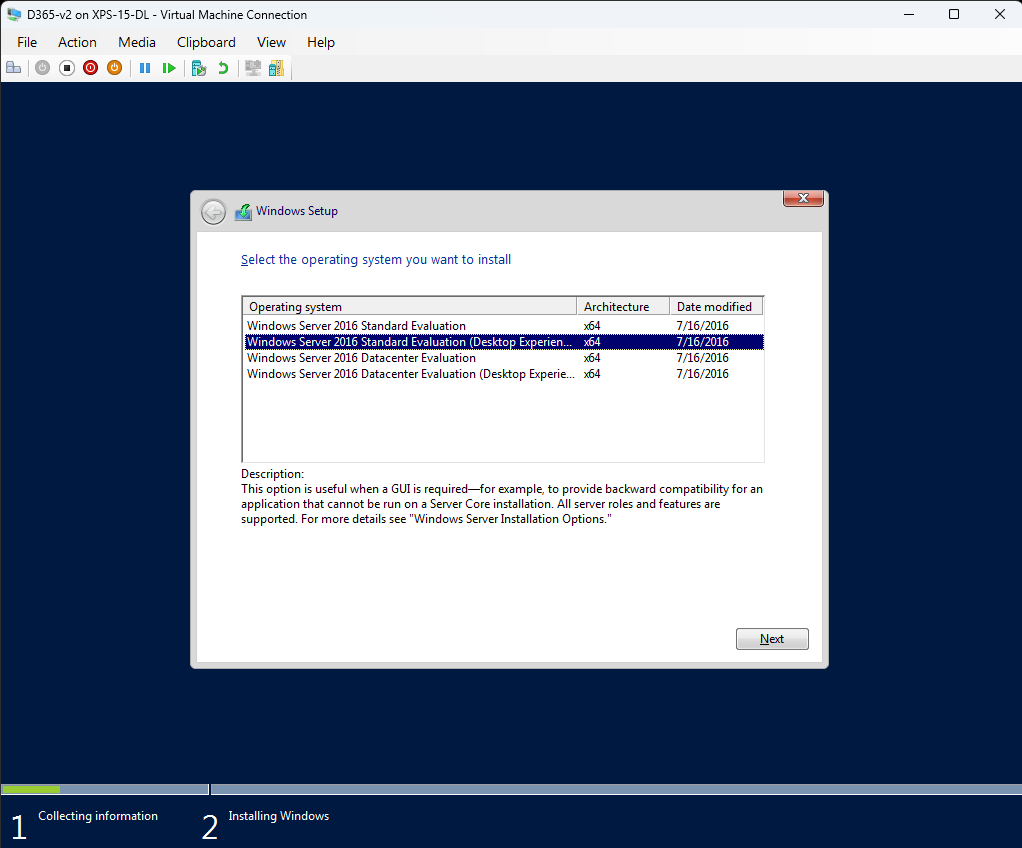 D365-v2 on XPS-15-DL - Virtual Machine Connection
File Action Media Clipboard View Help
Windows Setup
Select the operating system you want to install
Operating system Architecture Date modified
Windows Server 2016 Standard Evaluation x64 7/16/2016
Windows Server 2016 Standard Evaluation (Desktop Experien... x64 7/16/2016
Windows Server 2016 Datacenter Evaluation x64 7/16/2016
Windows Server 2016 Datacenter Evaluation (Desktop Experie... x64 7/16/2016
Description:
This option is useful when a GUI is required—for example, to provide backward compatibility for an
application that cannot be run on a Server Core installation. All server roles and features are
supported. For more details see "Windows Server Installation Options."
Next
1 Collecting information 2 Installing Windows